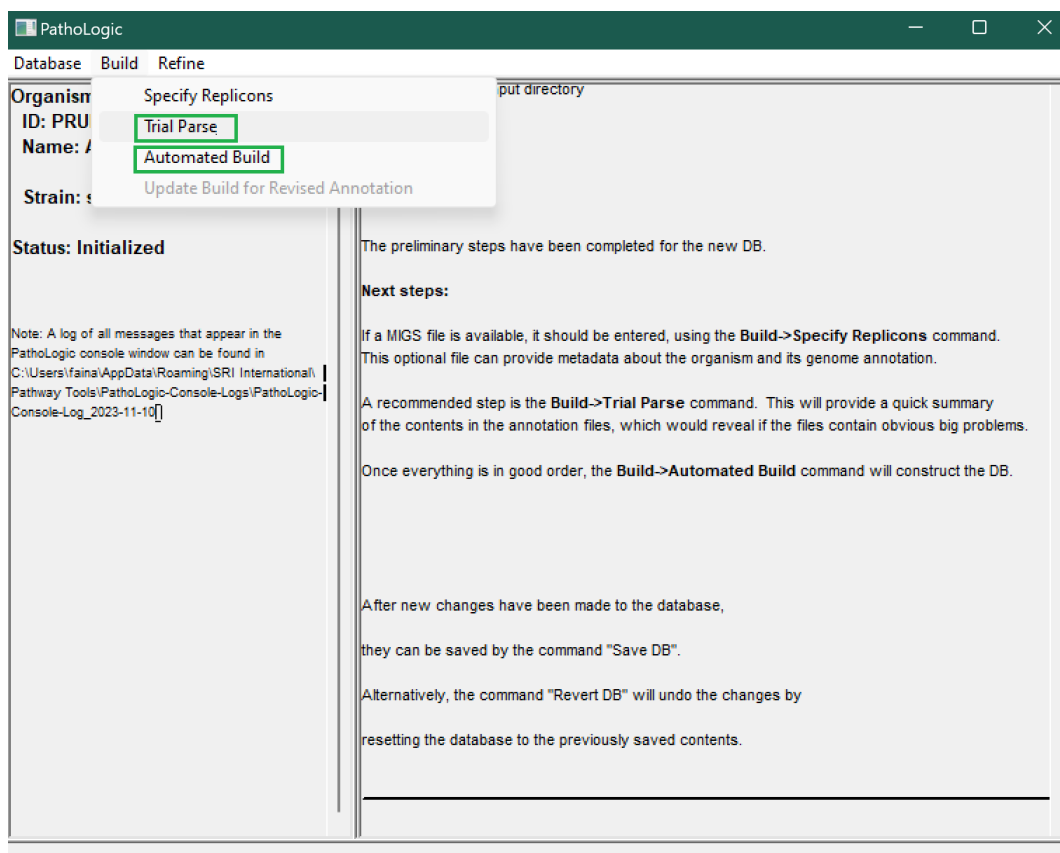 PathoLogic
Database Build Refine
Specify Replicons
Trial Parse
Automated Build
Update Build for Revised Annotation
Organism
ID: PRU
Name:
Strain:
Status: Initialized
Note: A log of all messages that appear in the
PathoLogic console window can be found in
C:\Users\faina\AppData\Roaming\SRI International\
Pathway Tools\PathoLogic-Console-Logs\PathoLogic-
Console-Log_2023-11-10
put directory
The preliminary steps have been completed for the new DB.
Next steps:
If a MIGS file is available, it should be entered, using the Build->Specify Replicons command.
This optional file can provide metadata about the organism and its genome annotation.
A recommended step is the Build->Trial Parse command. This will provide a quick summary
of the contents in the annotation files, which would reveal if the files contain obvious big problems.
Once everything is in good order, the Build->Automated Build command will construct the DB.
After new changes have been made to the database,
they can be saved by the command "Save DB".
Alternatively, the command "Revert DB" will undo the changes by
resetting the database to the previously saved contents.